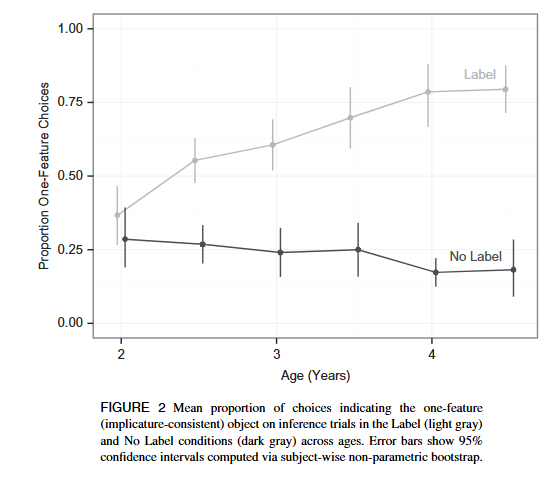 1.00
0.75
0.50
0.25
0.00
Proportion One-Feature Choices
Label
No Label
2
3
4
Age (Years)
FIGURE 2 Mean proportion of choices indicating the one-feature
(implicature-consistent) object on inference trials in the Label (light gray)
and No Label conditions (dark gray) across ages. Error bars show 95%
confidence intervals computed via subject-wise non-parametric bootstrap.